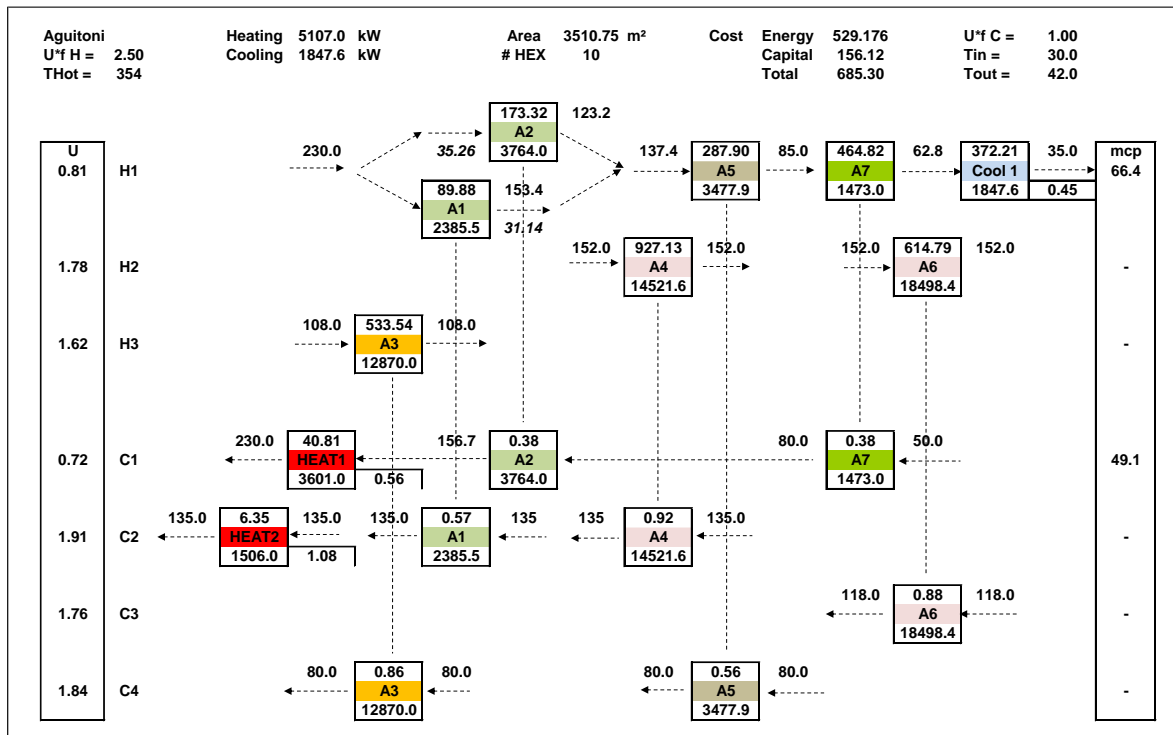 Aguitoni Heating 5107.0 kW Area 3510.75 m² Cost Energy 529.176 U*f C = 1.00
U*f H = 2.50 Cooling 1847.6 kW # HEX 10 Capital 156.12 Tin = 30.0
THot = 354 Total 685.30 Tout = 42.0
173.32 123.2
A2
35.26 3764.0
U 230.0 137.4 287.90 85.0 464.82 62.8 372.21 35.0 mcp
0.81 H1 A5 A7 Cool 1 66.4
89.88 153.4 3477.9 1473.0 1847.6 0.45
A1
2385.5 31.14
152.0 927.13 152.0 152.0 614.79 152.0
1.78 H2 A4 A6 -
14521.6 18498.4
108.0 533.54 108.0
1.62 H3 A3 -
12870.0
230.0 40.81 156.7 0.38 80.0 0.38 50.0
0.72 C1 HEAT1 A2 A7 49.1
3601.0 0.56 3764.0 1473.0
135.0 6.35 135.0 135.0 0.57 135 135 0.92 135.0
1.91 C2 HEAT2 A1 A4 -
1506.0 1.08 2385.5 14521.6
118.0 0.88 118.0
1.76 C3 A6 -
18498.4
80.0 0.86 80.0 80.0 0.56 80.0
1.84 C4 A3 A5 -
12870.0 3477.9